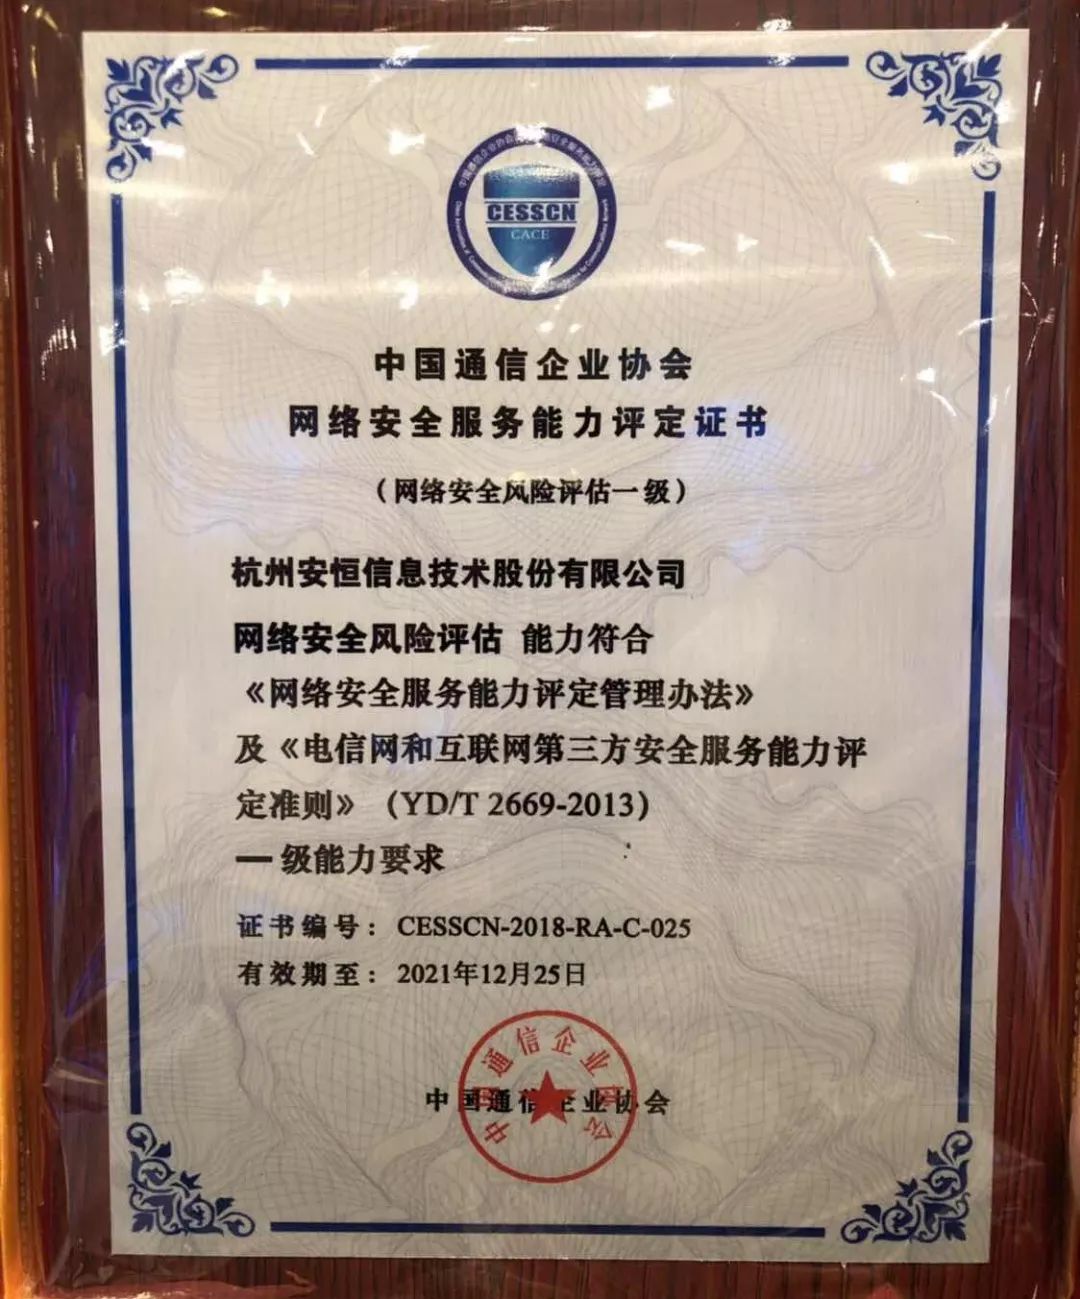 CESSCN
CACE
中国通信企业协会
网络安全服务能力评定证书
（网络安全风险评估一级）
杭州安恒信息技术股份有限公司
网络安全风险评估 能力符合
《网络安全服务能力评定管理办法》
及《电信网和互联网第三方安全服务能力评
定准则》（YD/T 2669-2013）
一级能力要求
证书编号：CESSCN-2018-RA-C-025
有效期至：2021年12月25日
中国通信企业协会
中国通信企业协会